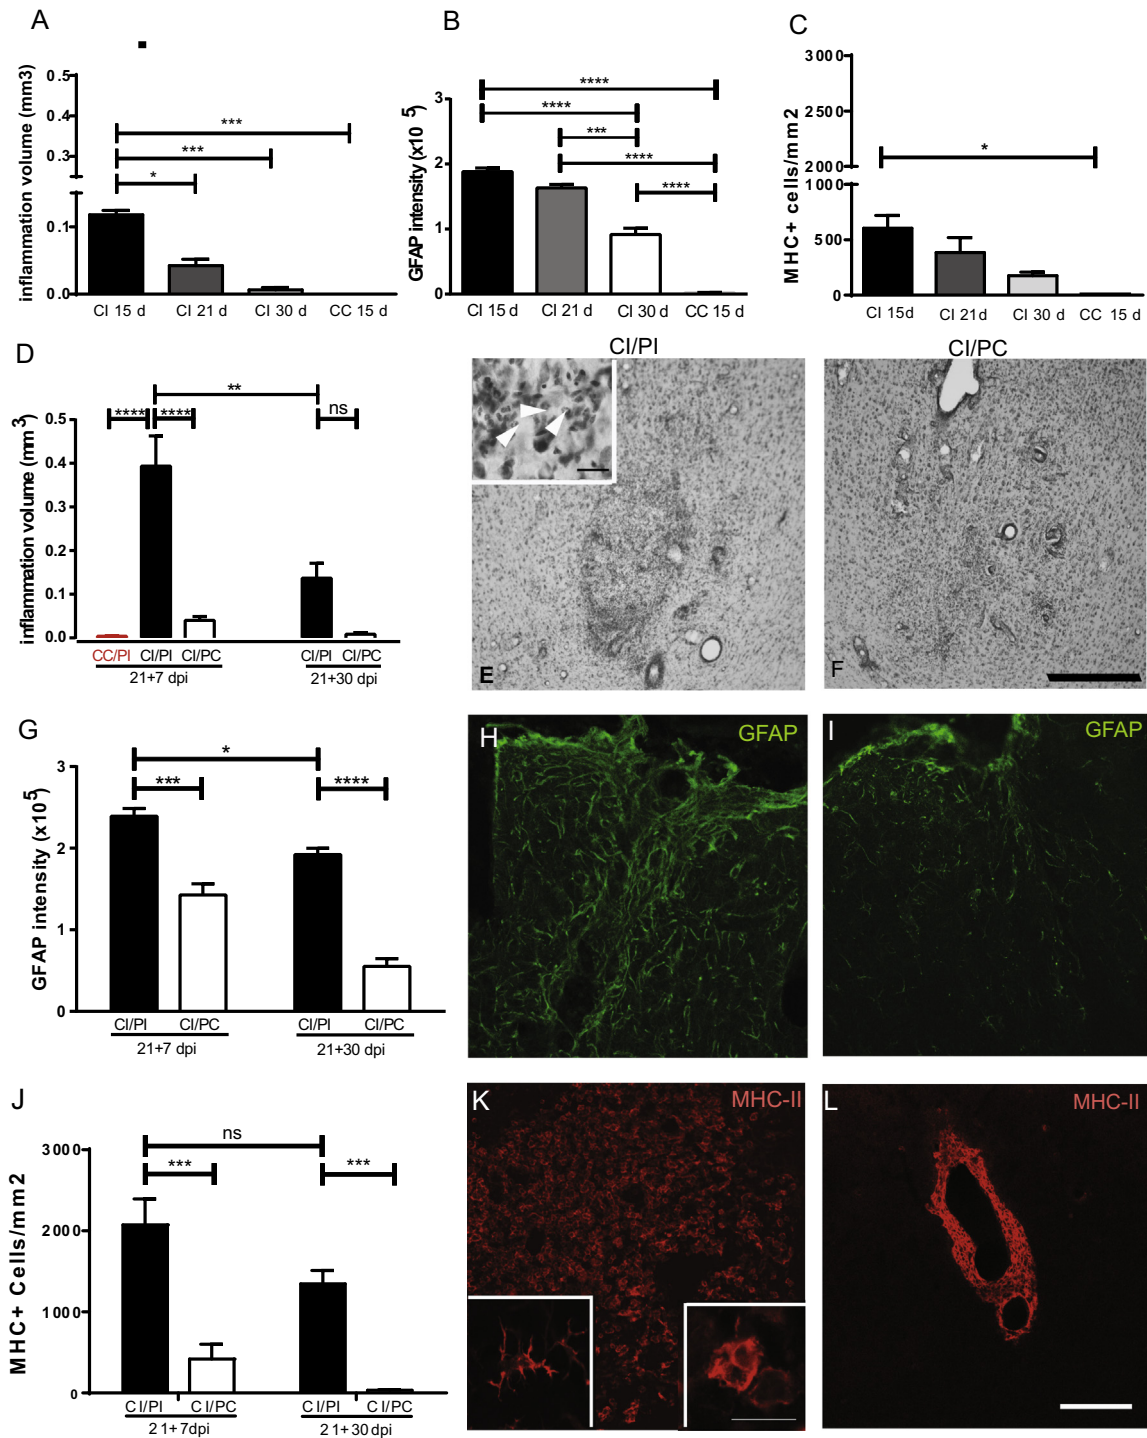 A
inflammation volume (mm3)
0.5
0.4
0.3
0.1
0.0
***
***
*
CI 15 d
CI 21 d
CI 30 d
CC 15 d
B
GFAP intensity (x10 5)
3
2
1
0
****
****
***
****
****
CI 15 d
CI 21 d
CI 30 d
CC 15 d
C
MHC+ cells/mm2
3000
2500
2000
1000
500
0
*
CI 15d
CI 21 d
CI 30 d
CC 15 d
D
inflammation volume (mm3)
0.5
0.4
0.3
0.2
0.1
0.0
**
****
****
ns
CC/PI
CI/PI
CI/PC
CI/PI
CI/PC
21+7 dpi
21+30 dpi
CI/PI
E
CI/PC
F
G
GFAP intensity (x10 5)
3
2
1
0
*
***
****
CI/PI
CI/PC
CI/PI
CI/PC
21+7 dpi
21+30 dpi
H
GFAP
I
GFAP
J
MHC+ Cells/mm2
3000
2000
1000
0
ns
***
***
CI/PI
CI/PC
CI/PI
CI/PC
21+7dpi
21+30 dpi
K
MHC-II
L
MHC-II